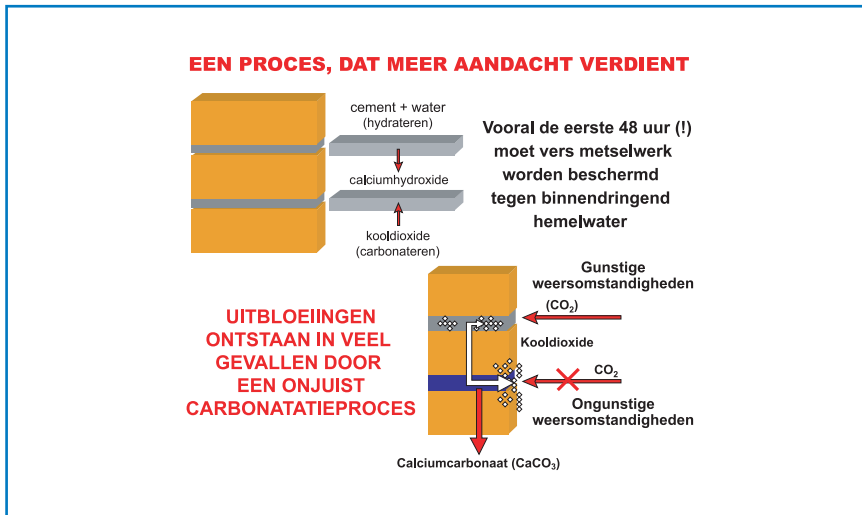 EEN PROCES, DAT MEER AANDACHT VERDIENT
cement + water
(hydrateren)
calciumhydroxide
kooldioxide
(carbonateren)
Vooral de eerste 48 uur (!)
moet vers metselwerk
worden beschermd
tegen binnendringend
hemelwater
UITBLOEIINGEN
ONTSTAAN IN VEEL
GEVALLEN DOOR
EEN ONJUIST
CARBONATATIEPROCES
Gunstige
weersomstandigheden
(CO₂)
Kooldioxide
CO₂
Ongunstige
weersomstandigheden
Calciumcarbonaat (CaCO₃)